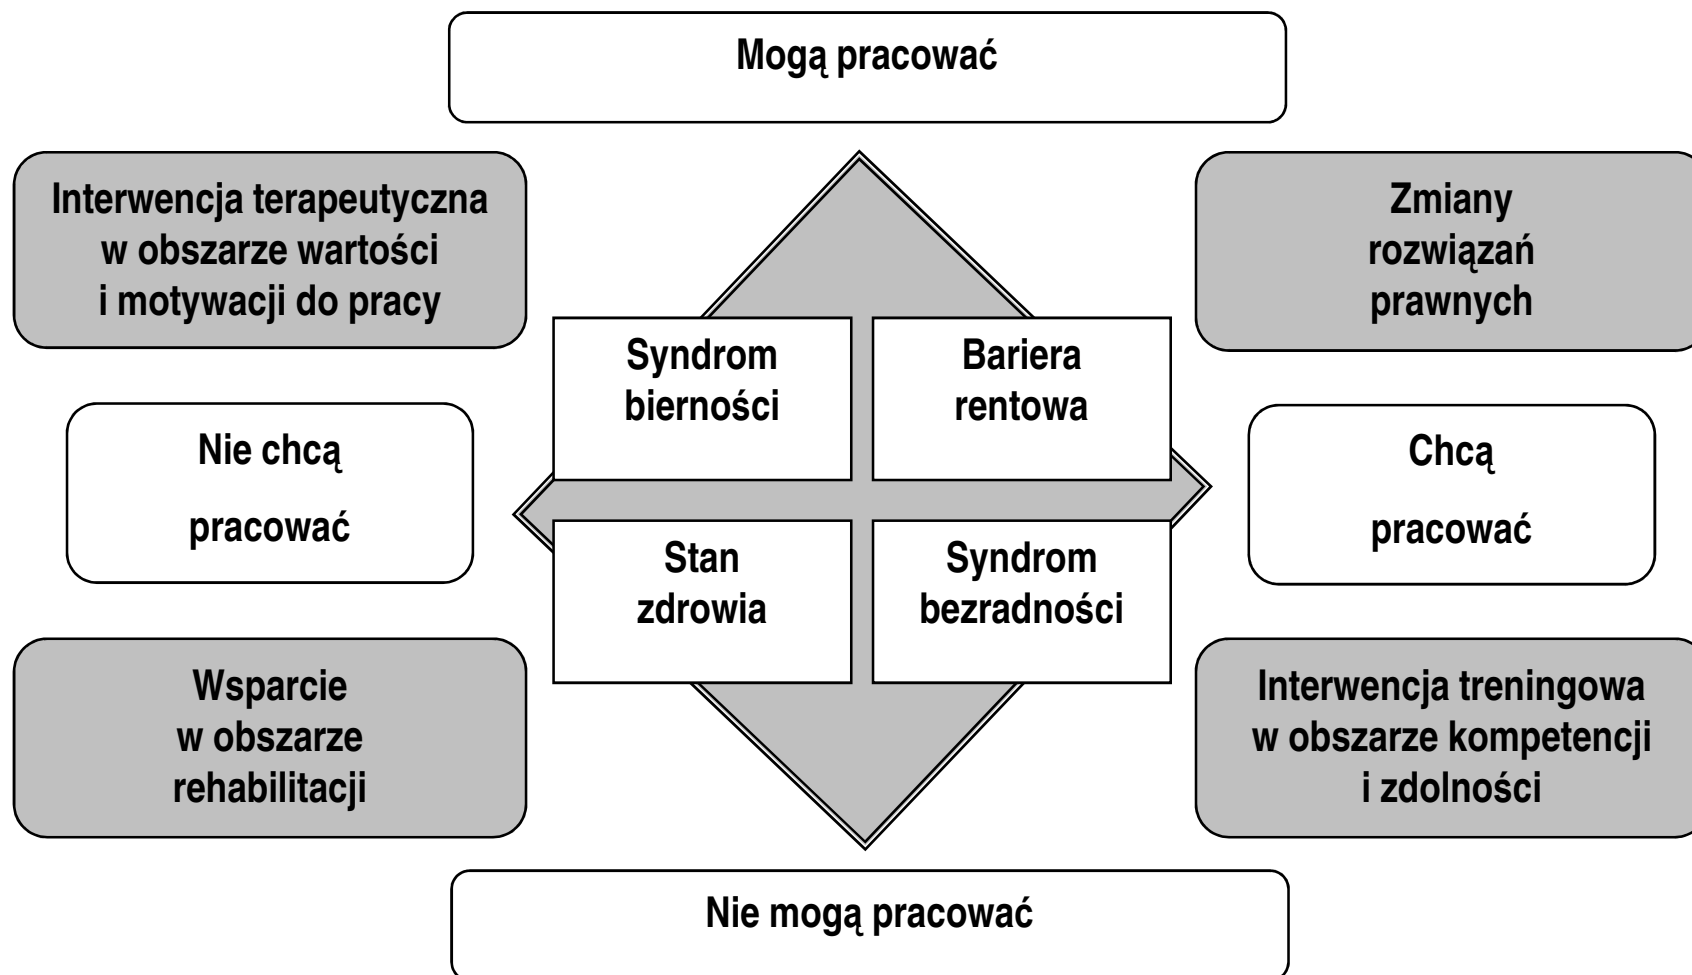 Mogą pracować
Interwencja terapeutyczna
w obszarze wartości
i motywacji do pracy
Zmiany
rozwiązań
prawnych
Syndrom
bierności
Bariera
rentowa
Nie chcą
pracować
Chcą
pracować
Stan
zdrowia
Syndrom
bezradności
Wsparcie
w obszarze
rehabilitacji
Interwencja treningowa
w obszarze kompetencji
i zdolności
Nie mogą pracować